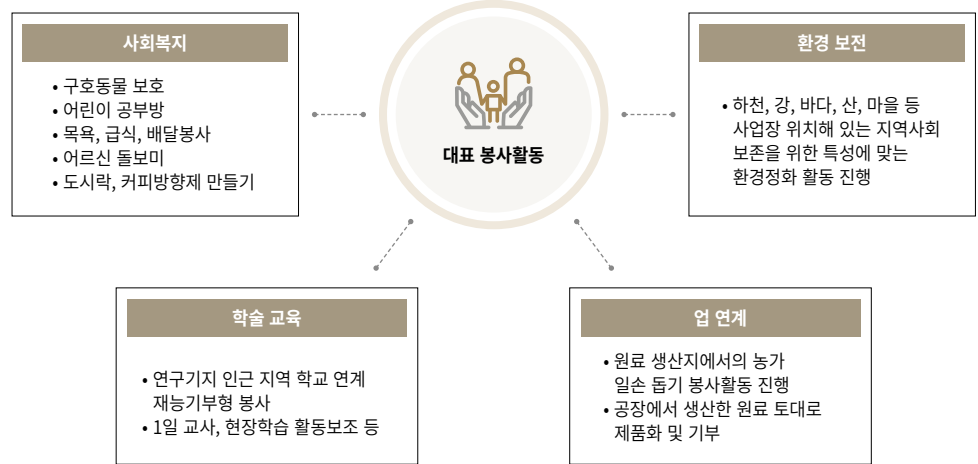 사회복지
• 구호동물 보호
• 어린이 공부방
• 목욕, 급식, 배달봉사
• 어르신 돌보미
• 도시락, 커피방향제 만들기
대표 봉사활동
환경 보전
• 하천, 강, 바다, 산, 마을 등
사업장 위치해 있는 지역사회
보존을 위한 특성에 맞는
환경정화 활동 진행
학술 교육
• 연구기지 인근 지역 학교 연계
재능기부형 봉사
• 1일 교사, 현장학습 활동보조 등
업 연계
• 원료 생산지에서의 농가
일손 돕기 봉사활동 진행
• 공장에서 생산한 원료 토대로
제품화 및 기부